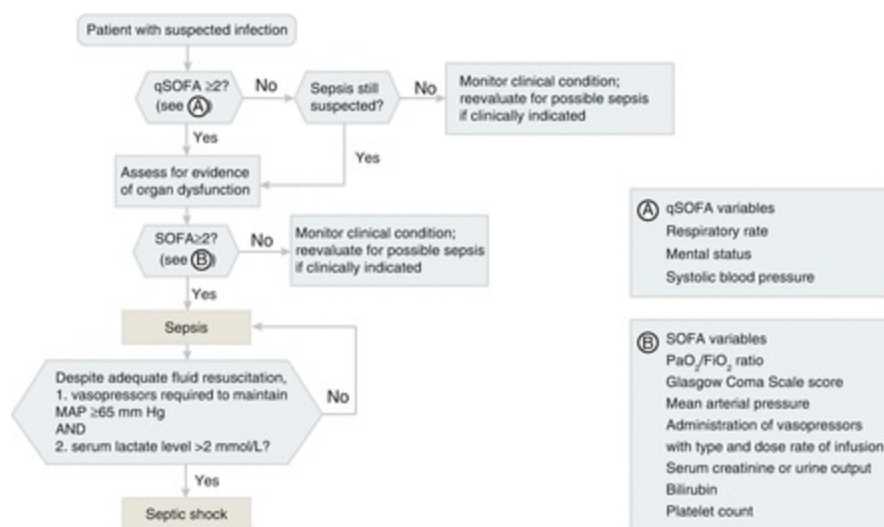 Patient with suspected infection
qSOFA ≥2?
(see Ⓐ)
No
Sepsis still
suspected?
No
Monitor clinical condition;
reevaluate for possible sepsis
if clinically indicated
Yes
Yes
Assess for evidence
of organ dysfunction
SOFA≥2?
(see Ⓑ)
No
Monitor clinical condition;
reevaluate for possible sepsis
if clinically indicated
Yes
Sepsis
Despite adequate fluid resuscitation,
1. vasopressors required to maintain
MAP ≥65 mm Hg
AND
2. serum lactate level >2 mmol/L?
No
Yes
Septic shock
Ⓐ qSOFA variables
Respiratory rate
Mental status
Systolic blood pressure
Ⓑ SOFA variables
PaO₂/FiO₂ ratio
Glasgow Coma Scale score
Mean arterial pressure
Administration of vasopressors
with type and dose rate of infusion
Serum creatinine or urine output
Bilirubin
Platelet count